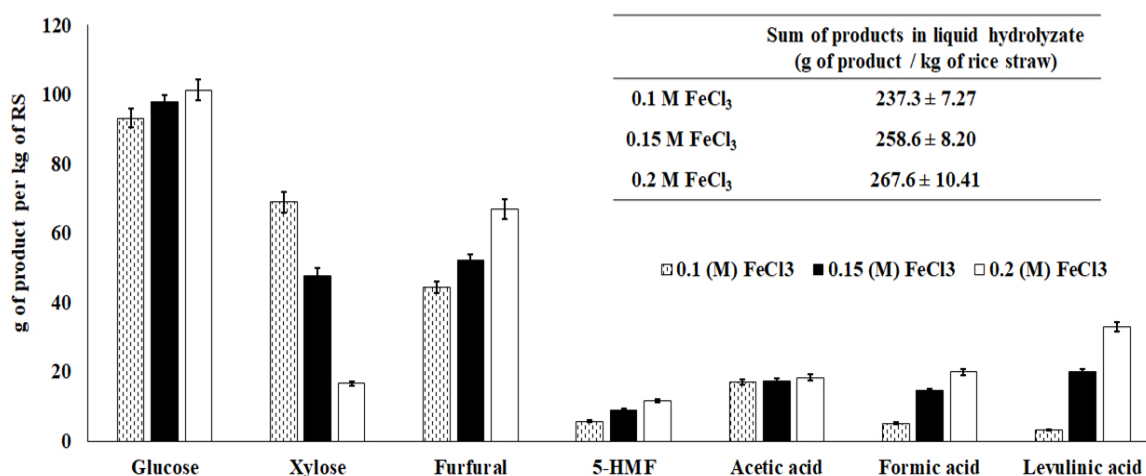 g of product per kg of RS
120
100
80
60
40
20
0
Sum of products in liquid hydrolyzate
(g of product / kg of rice straw)
0.1 M FeCl₃ 237.3 ± 7.27
0.15 M FeCl₃ 258.6 ± 8.20
0.2 M FeCl₃ 267.6 ± 10.41
0.1 (M) FeCl3 0.15 (M) FeCl3 0.2 (M) FeCl3
Glucose Xylose Furfural 5-HMF Acetic acid Formic acid Levulinic acid